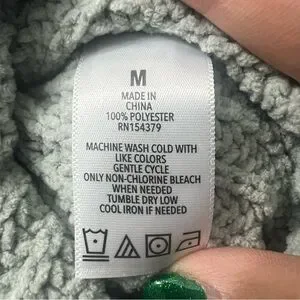 M
MADE IN
CHINA
100% POLYESTER
RN154379
MACHINE WASH COLD WITH
LIKE COLORS
GENTLE CYCLE
ONLY NON-CHLORINE BLEACH
WHEN NEEDED
TUMBLE DRY LOW
COOL IRON IF NEEDED